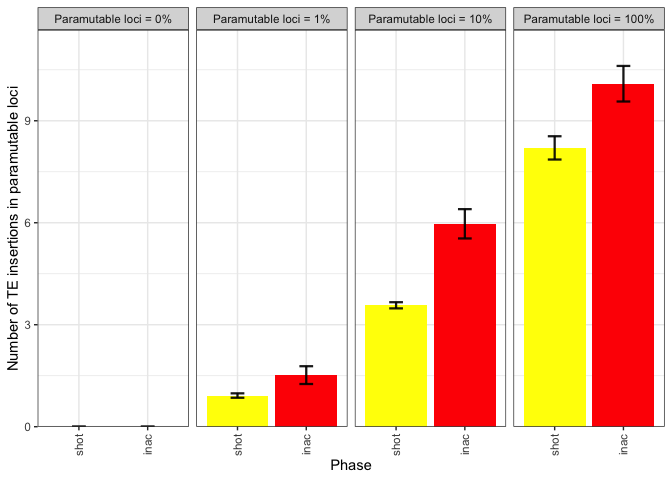 Paramutable loci = 0%
Paramutable loci = 1%
Paramutable loci = 10%
Paramutable loci = 100%
Number of TE insertions in paramutable loci
9
6
3
0
shot
inac
shot
inac
shot
inac
shot
inac
Phase